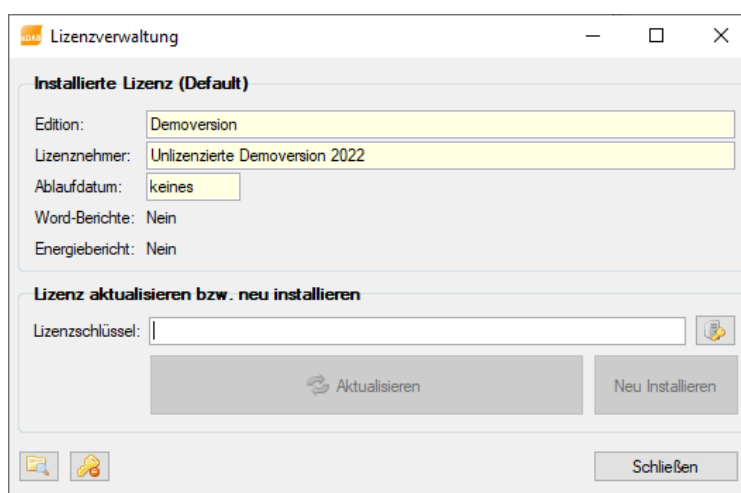 Lizenzverwaltung
Installierte Lizenz (Default)
Edition: Demoversion
Lizenznehmer: Unlizenzierte Demoversion 2022
Ablaufdatum: keines
Word-Berichte: Nein
Energiebericht: Nein
Lizenz aktualisieren bzw. neu installieren
Lizenzschlüssel:
Aktualisieren Neu Installieren
Schließen